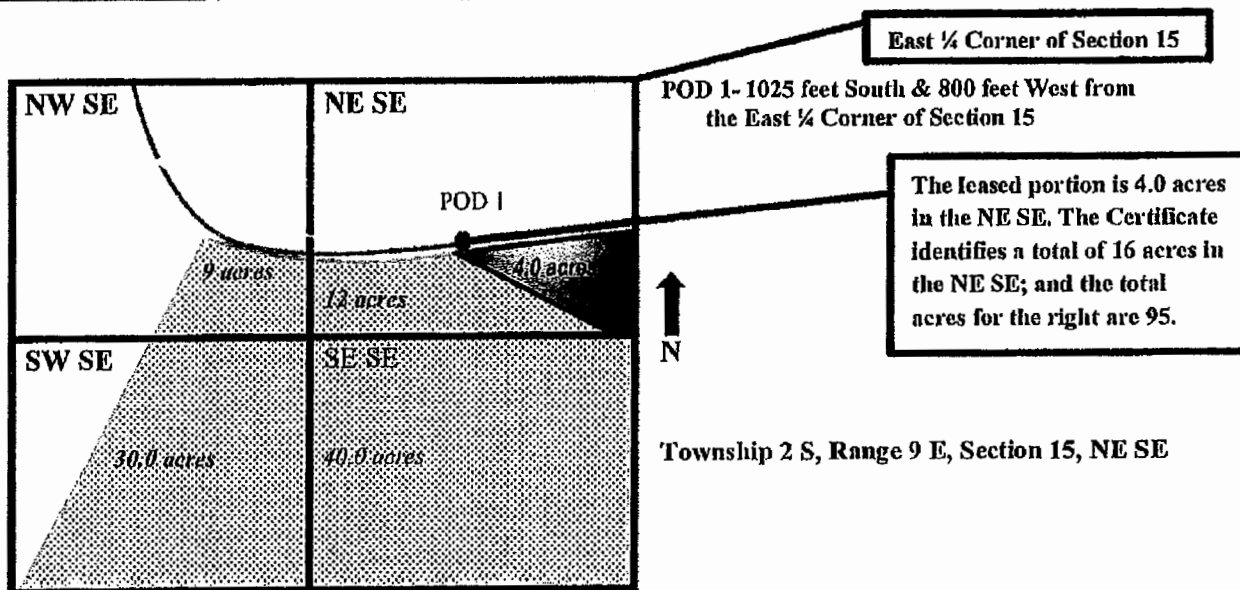 East ¼ Corner of Section 15
NW SE
NE SE
POD 1- 1025 feet South & 800 feet West from
the East ¼ Corner of Section 15
POD 1
The leased portion is 4.0 acres
in the NE SE. The Certificate
identifies a total of 16 acres in
the NE SE; and the total
acres for the right are 95.
9 acres
4.0 acres
12 acres
N
SW SE
SE SE
30.0 acres
40.0 acres
Township 2 S, Range 9 E, Section 15, NE SE